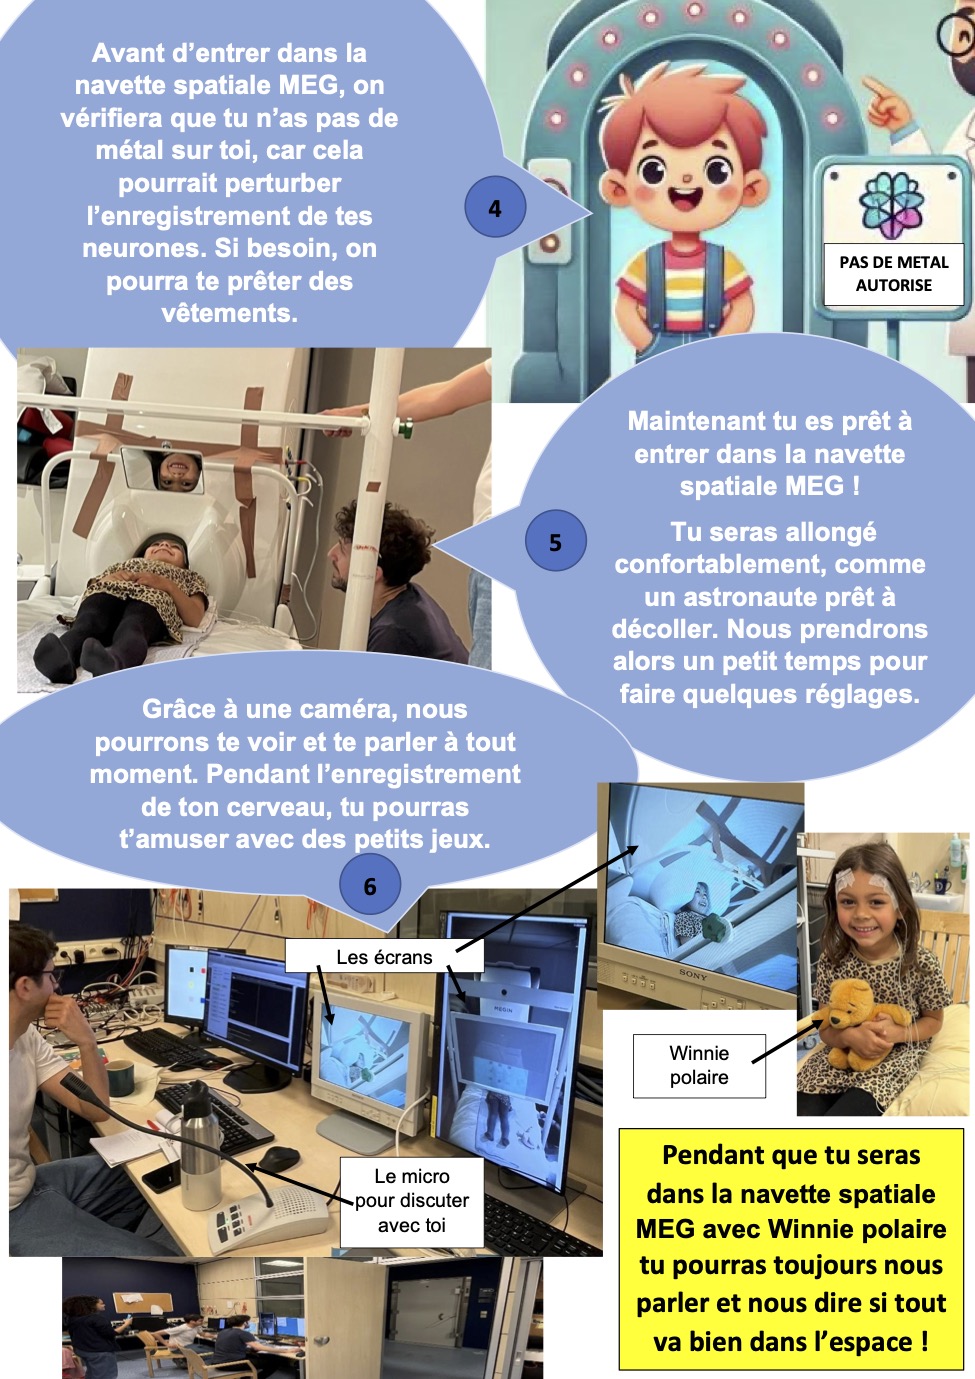 Avant d’entrer dans la
navette spatiale MEG, on
vérifiera que tu n’as pas de
métal sur toi, car cela
pourrait perturber
l’enregistrement de tes
neurones. Si besoin, on
pourra te prêter des
vêtements.
4
PAS DE METAL
AUTORISE
Maintenant tu es prêt à
entrer dans la navette
spatiale MEG !
Tu seras allongé
confortablement, comme
un astronaute prêt à
décoller. Nous prendrons
alors un petit temps pour
faire quelques réglages.
5
Grâce à une caméra, nous
pourrons te voir et te parler à tout
moment. Pendant l’enregistrement
de ton cerveau, tu pourras
t’amuser avec des petits jeux.
6
Les écrans
SONY
MEGIN
Winnie
polaire
Le micro
pour discuter
avec toi
Pendant que tu seras
dans la navette spatiale
MEG avec Winnie polaire
tu pourras toujours nous
parler et nous dire si tout
va bien dans l’espace !